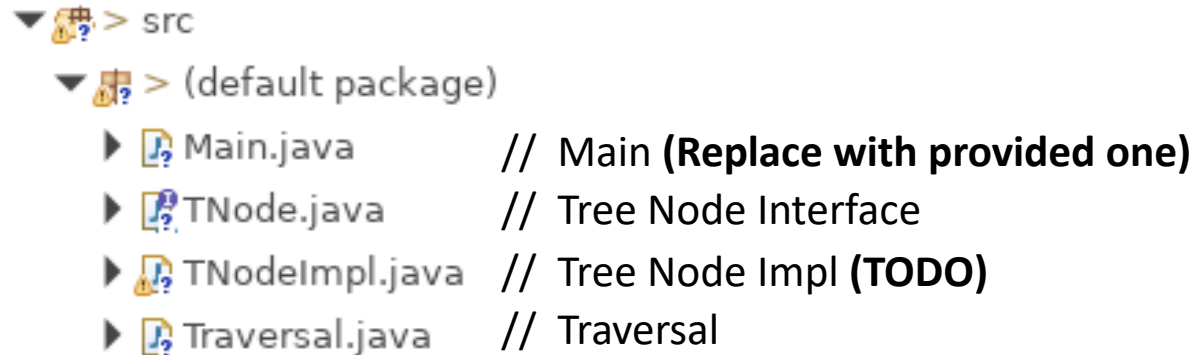 > src
> (default package)
Main.java // Main (Replace with provided one)
TNode.java // Tree Node Interface
TNodeImpl.java // Tree Node Impl (TODO)
Traversal.java // Traversal